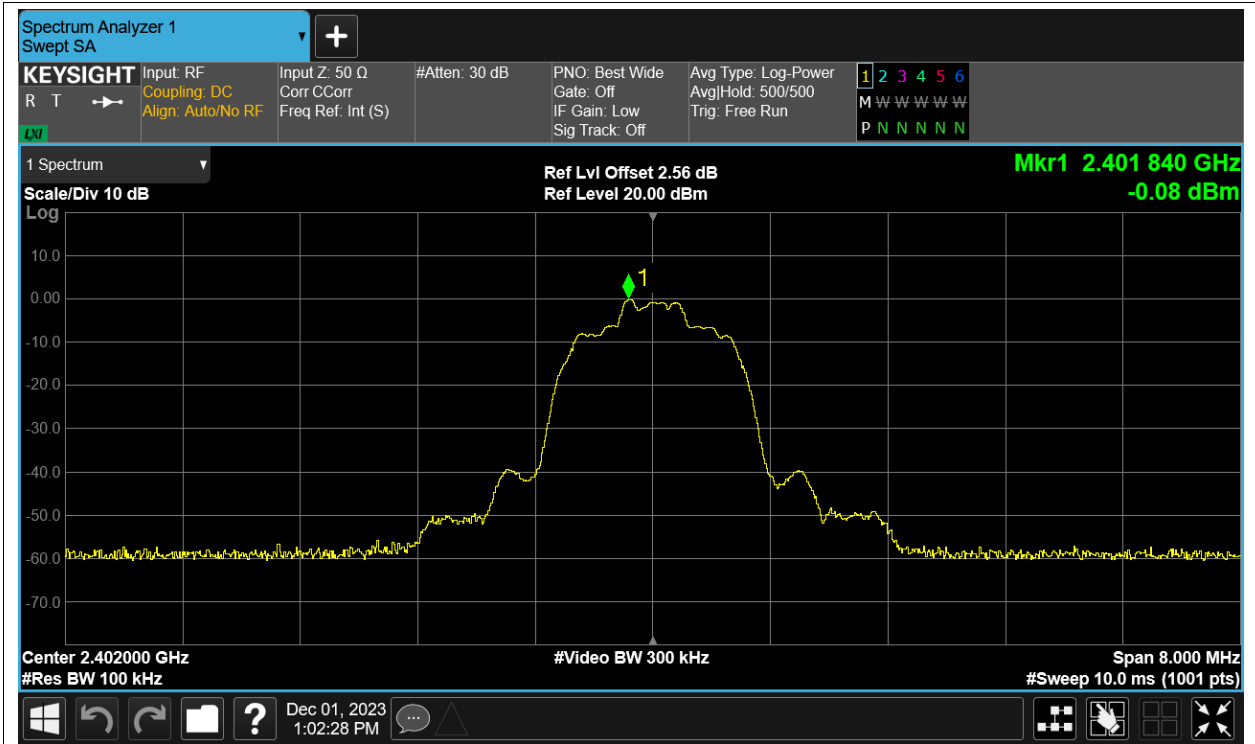 Spectrum Analyzer 1
Swept SA
KEYSIGHT
R T
LXI
Input: RF
Coupling: DC
Align: Auto/No RF
Input Z: 50 Ω
Corr CCorr
Freq Ref: Int (S)
#Atten: 30 dB
PNO: Best Wide
Gate: Off
IF Gain: Low
Sig Track: Off
Avg Type: Log-Power
Avg|Hold: 500/500
Trig: Free Run
1 2 3 4 5 6
M W W W W W
P N N N N N
1 Spectrum
Scale/Div 10 dB
Log
Ref Lvl Offset 2.56 dB
Ref Level 20.00 dBm
Mkr1 2.401 840 GHz
-0.08 dBm
1
10.0
0.00
-10.0
-20.0
-30.0
-40.0
-50.0
-60.0
-70.0
Center 2.402000 GHz
#Video BW 300 kHz
Span 8.000 MHz
#Res BW 100 kHz
#Sweep 10.0 ms (1001 pts)
?
Dec 01, 2023
1:02:28 PM